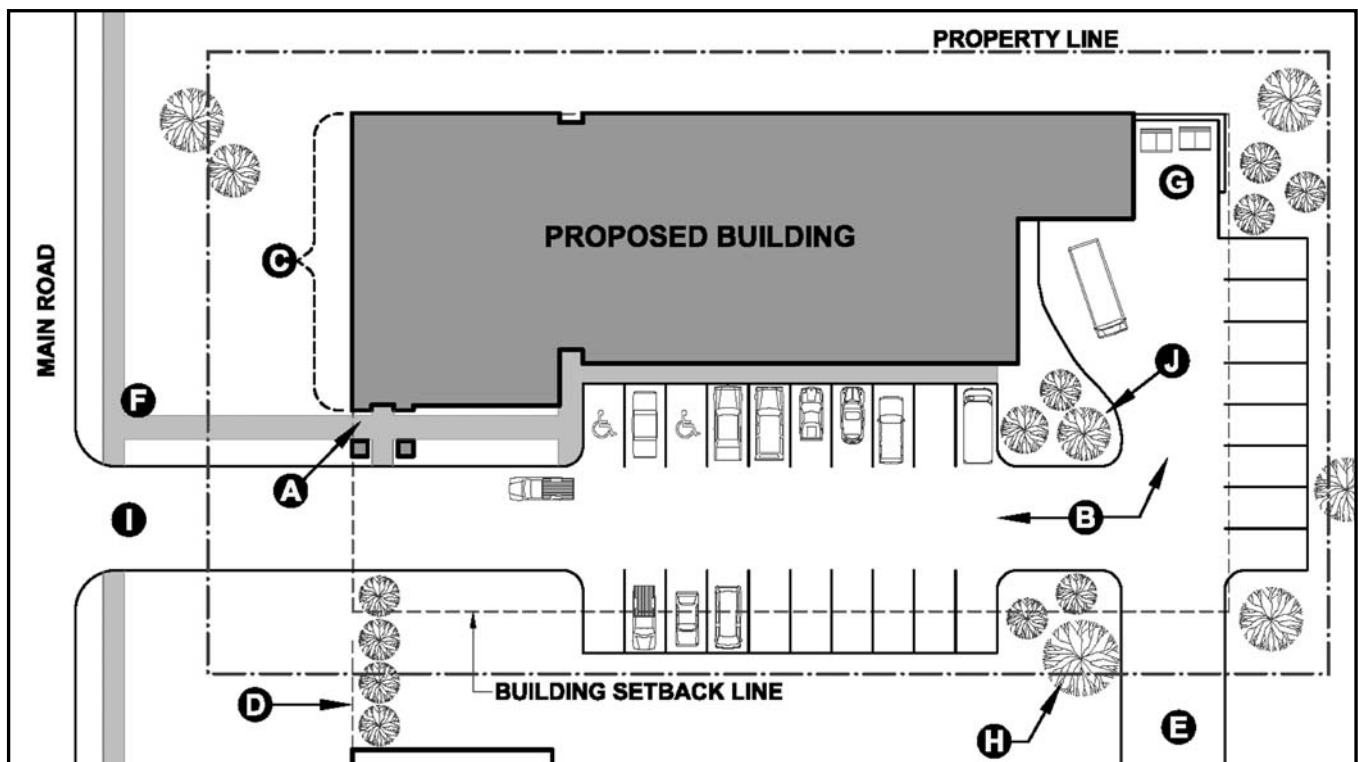 PROPERTY LINE
G
PROPOSED BUILDING
C
MAIN ROAD
J
F
A
I
B
BUILDING SETBACK LINE
D
H
E